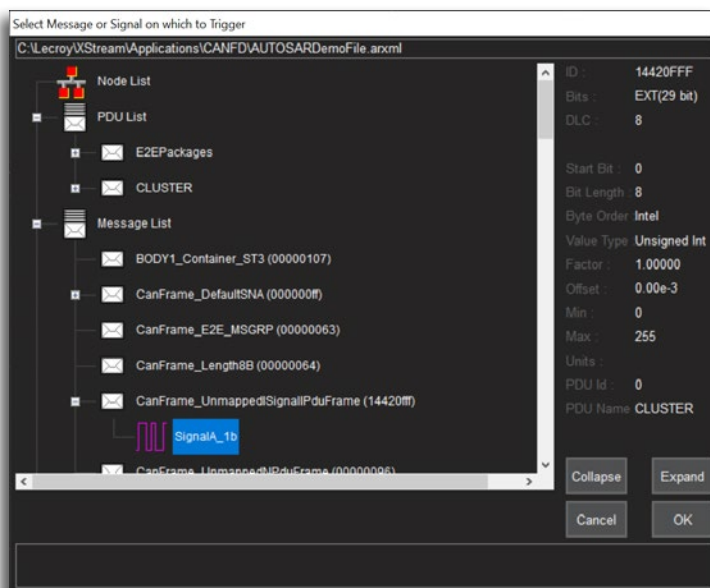 Select Message or Signal on which to Trigger
C:\Lecroy\XStream\Applications\CANFD\AUTOSARDemoFile.arxml
Node List
PDU List
E2EPackages
CLUSTER
Message List
BODY1_Container_ST3 (00000107)
CanFrame_DefaultSNA (000000ff)
CanFrame_E2E_MSGRP (00000063)
CanFrame_Length8B (00000064)
CanFrame_UnmappedISignalIPduFrame (14420fff)
SignalA_1b
CanFrame_UnmappedNPduFrame (00000096)
ID : 14420FFF
Bits : EXT(29 bit)
DLC : 8
Start Bit : 0
Bit Length : 8
Byte Order : Intel
Value Type Unsigned Int
Factor : 1.00000
Offset : 0.00e-3
Min : 0
Max : 255
Units :
PDU Id : 0
PDU Name CLUSTER
Collapse Expand
Cancel OK